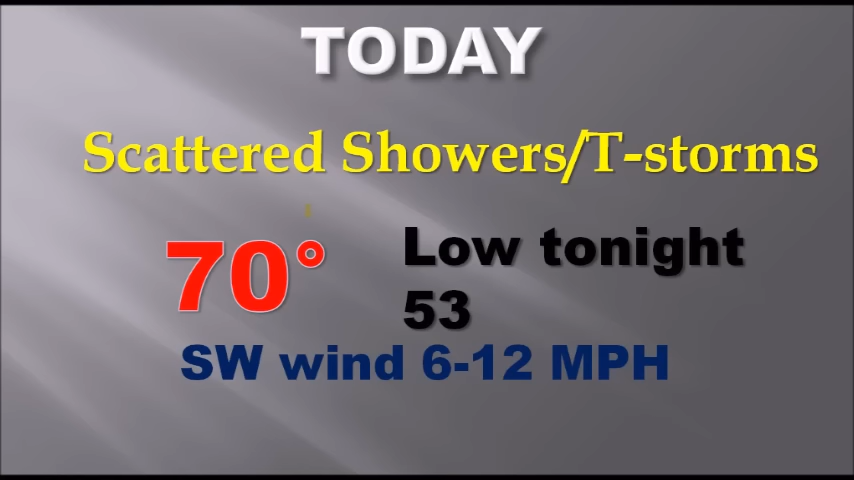 TODAY
Scattered Showers/T-storms
70° Low tonight
53
SW wind 6-12 MPH